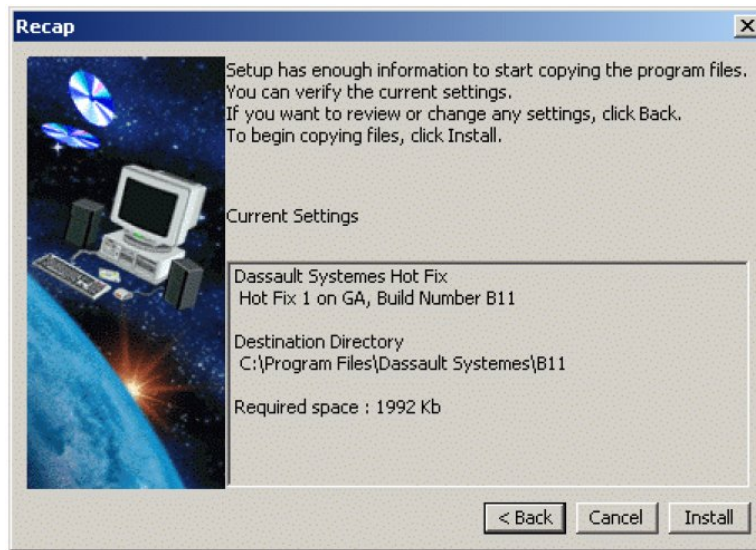 Recap
Setup has enough information to start copying the program files.
You can verify the current settings.
If you want to review or change any settings, click Back.
To begin copying files, click Install.
Current Settings
Dassault Systemes Hot Fix
Hot Fix 1 on GA, Build Number B11
Destination Directory
C:\Program Files\Dassault Systemes\B11
Required space : 1992 Kb
< Back Cancel Install